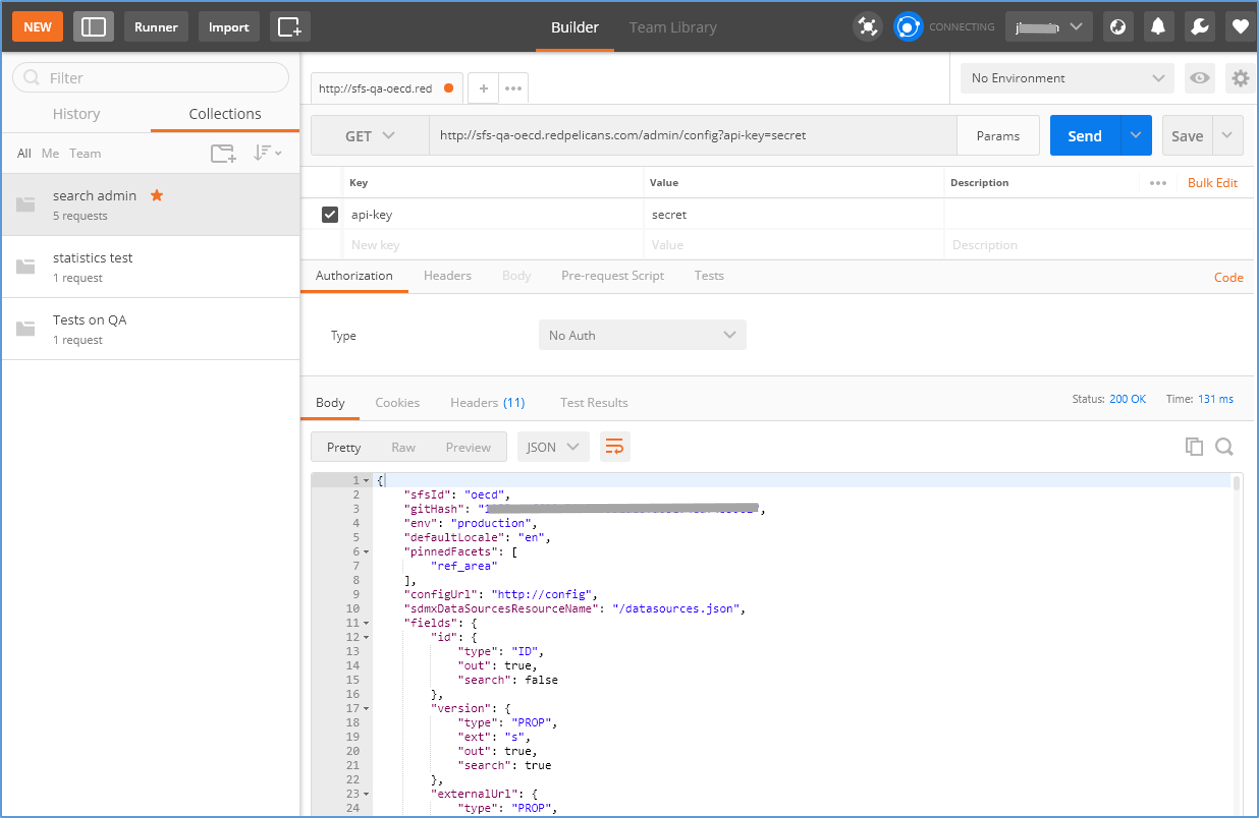 NEW Runner Import Builder Team Library CONNECTING
Filter
History Collections
All Me Team
search admin
5 requests
statistics test
1 request
Tests on QA
1 request
http://sfs-qa-oecd.red + ••• No Environment
GET http://sfs-qa-oecd.redpelicans.com/admin/config?api-key=secret Params Send Save
Key Value Description ••• Bulk Edit
api-key secret
New key Value Description
Authorization Headers Body Pre-request Script Tests Code
Type No Auth
Body Cookies Headers (11) Test Results Status: 200 OK Time: 131 ms
Pretty Raw Preview JSON
1 {
2 "sfsId": "oecd",
3 "gitHash": "1 ",
4 "env": "production",
5 "defaultLocale": "en",
6 "pinnedFacets": [
7 "ref_area"
8 ],
9 "configUrl": "http://config",
10 "sdmxDataSourcesResourceName": "/datasources.json",
11 "fields": {
12 "id": {
13 "type": "ID",
14 "out": true,
15 "search": false
16 },
17 "version": {
18 "type": "PROP",
19 "ext": "s",
20 "out": true,
21 "search": true
22 },
23 "externalUrl": {
24 "type": "PROP",